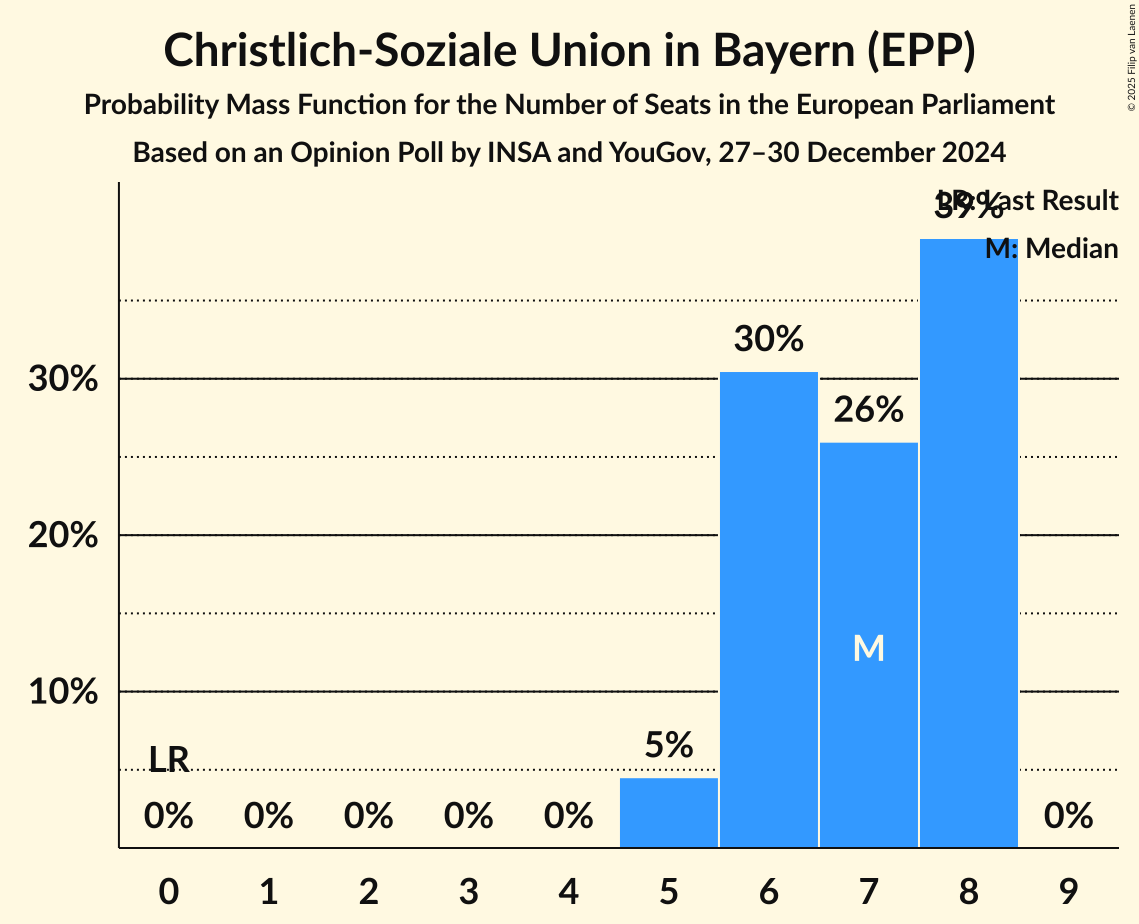 Christlich-Soziale Union in Bayern (EPP)
Probability Mass Function for the Number of Seats in the European Parliament
Based on an Opinion Poll by INSA and YouGov, 27–30 December 2024
© 2025 Filip van Laenen
LR: Last Result
M: Median
39%
30%
30%
26%
20%
M
10%
5%
LR
0% 0% 0% 0% 0% 0%
0 1 2 3 4 5 6 7 8 9